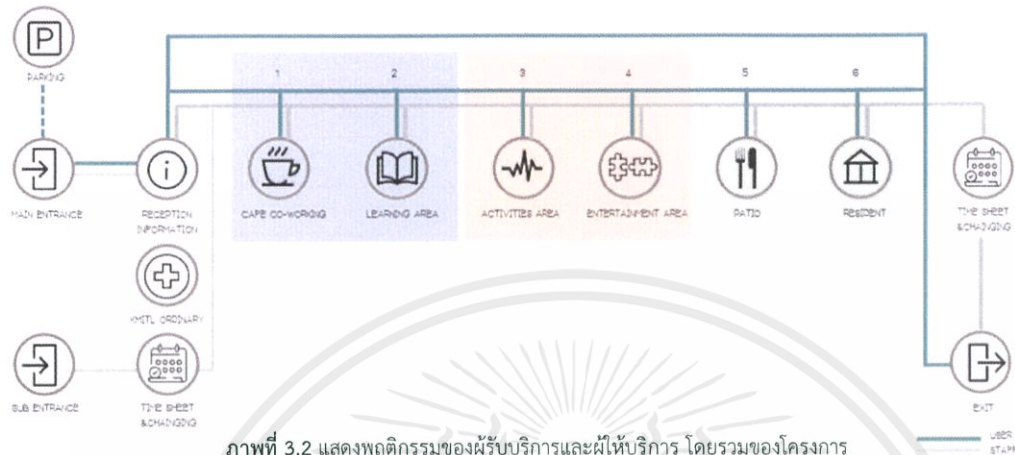 P
PARKING
1
2
3
4
5
6
MAIN ENTRANCE
RECEPTION
INFORMATION
CAFE CO-WORKING
LEARNING AREA
ACTIVITIES AREA
ENTERTAINMENT AREA
PATIO
RESIDENT
TIME SHEET
&CHAINGING
KMITL ORDINARY
SUB ENTRANCE
TIME SHEET
&CHAINGING
EXIT
USER
STAFF
ภาพที่ 3.2 แสดงพฤติกรรมของผู้รับบริการและผู้ให้บริการ โดยรวมของโครงการ